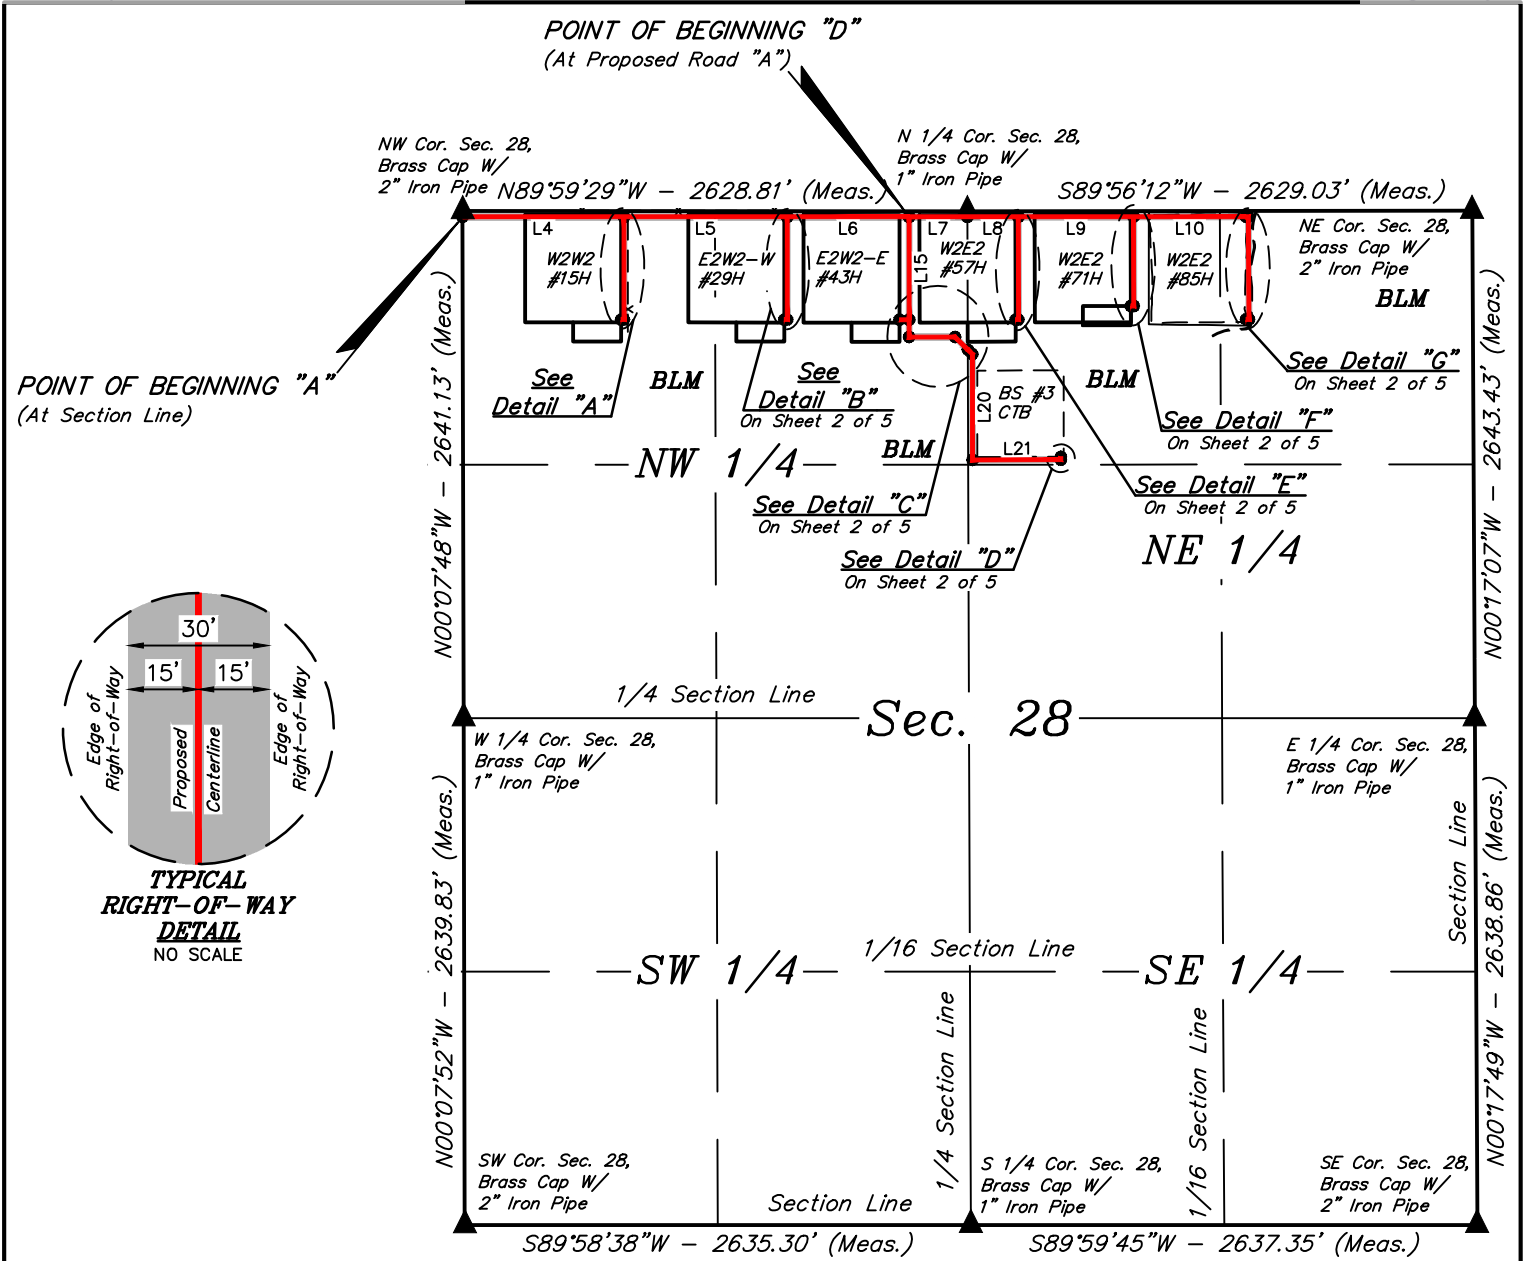 POINT OF BEGINNING "D"
(At Proposed Road "A")
NW Cor. Sec. 28,
Brass Cap W/
2" Iron Pipe
N 1/4 Cor. Sec. 28,
Brass Cap W/
1" Iron Pipe
N89°59'29"W - 2628.81' (Meas.)
S89°56'12"W - 2629.03' (Meas.)
NE Cor. Sec. 28,
Brass Cap W/
2" Iron Pipe
BLM
L4
L5
L6
L7
L8
L9
L10
L15
W2W2
#15H
E2W2-W
#29H
E2W2-E
#43H
W2E2
#57H
W2E2
#71H
W2E2
#85H
POINT OF BEGINNING "A"
(At Section Line)
See
Detail "A"
BLM
See
Detail "B"
On Sheet 2 of 5
BLM
L20
BS #3
CTB
L21
BLM
See Detail "G"
On Sheet 2 of 5
See Detail "F"
On Sheet 2 of 5
See Detail "E"
On Sheet 2 of 5
See Detail "C"
On Sheet 2 of 5
See Detail "D"
On Sheet 2 of 5
NW 1/4
NE 1/4
N00°07'48"W - 2641.13' (Meas.)
N00°17'07"W - 2643.43' (Meas.)
30'
15'
15'
Edge of
Right-of-Way
Proposed
Centerline
Edge of
Right-of-Way
TYPICAL
RIGHT-OF-WAY
DETAIL
NO SCALE
1/4 Section Line
Sec. 28
W 1/4 Cor. Sec. 28,
Brass Cap W/
1" Iron Pipe
E 1/4 Cor. Sec. 28,
Brass Cap W/
1" Iron Pipe
N00°07'52"W - 2639.83' (Meas.)
Section Line
N00°17'49"W - 2638.86' (Meas.)
1/16 Section Line
SW 1/4
SE 1/4
1/4 Section Line
1/16 Section Line
SW Cor. Sec. 28,
Brass Cap W/
2" Iron Pipe
Section Line
S 1/4 Cor. Sec. 28,
Brass Cap W/
1" Iron Pipe
SE Cor. Sec. 28,
Brass Cap W/
2" Iron Pipe
S89°58'38"W - 2635.30' (Meas.)
S89°59'45"W - 2637.35' (Meas.)